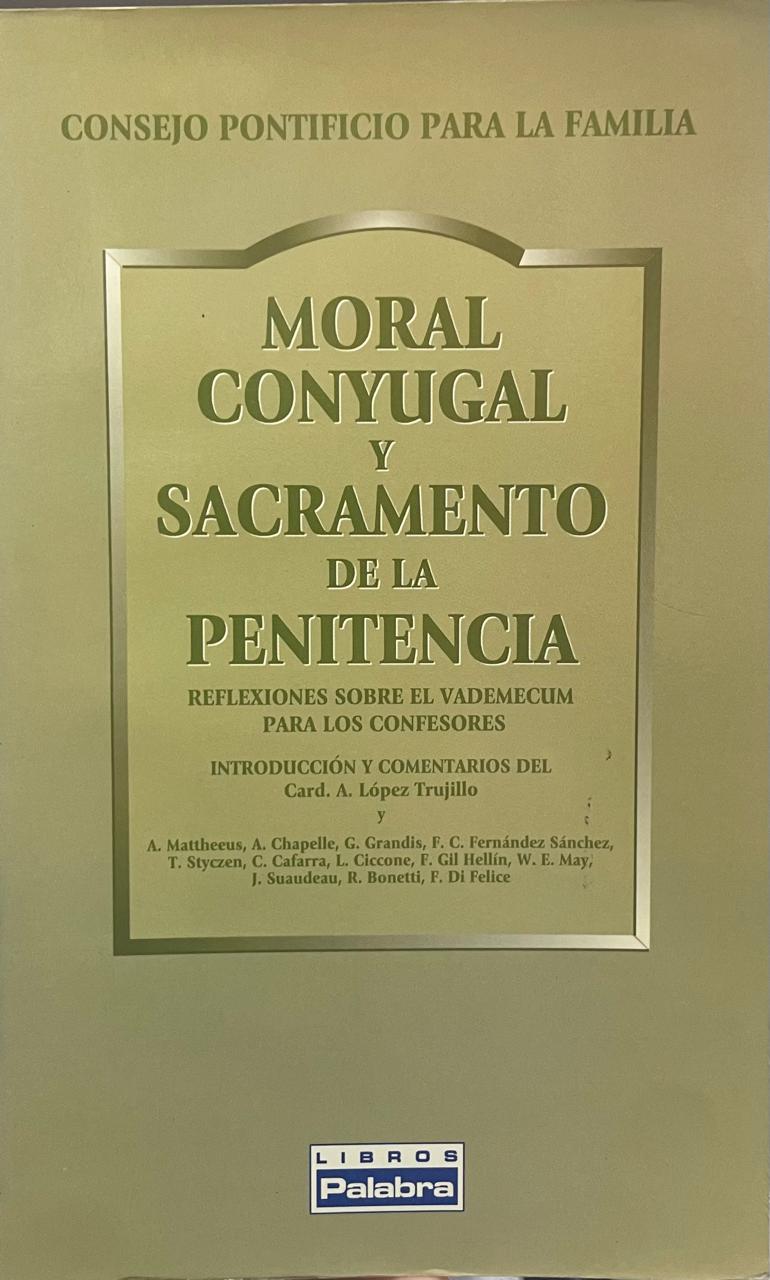 CONSEJO PONTIFICIO PARA LA FAMILIA
MORAL
CONYUGAL
Y
SACRAMENTO
DE LA
PENITENCIA
REFLEXIONES SOBRE EL VADEMECUM
PARA LOS CONFESORES
INTRODUCCIÓN Y COMENTARIOS DEL
Card. A. López Trujillo
y
A. Mattheeus, A. Chapelle, G. Grandis, F. C. Fernández Sánchez,
T. Styczen, C. Cafarra, L. Ciccone, F. Gil Hellín, W. E. May,
J. Suaudeau, R. Bonetti, F. Di Felice
LIBROS
Palabra